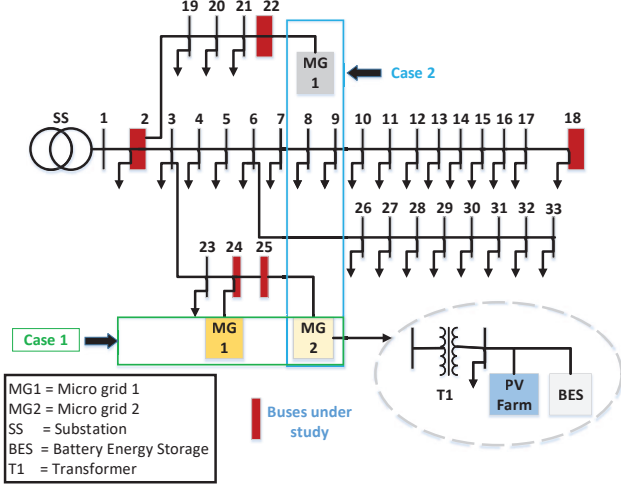 19 20 21 22
MG
1
Case 2
SS 1 2 3 4 5 6 7 8 9 10 11 12 13 14 15 16 17 18
26 27 28 29 30 31 32 33
23 24 25
Case 1
MG
1
MG
2
T1
PV
Farm
BES
MG1 = Micro grid 1
MG2 = Micro grid 2
SS = Substation
BES = Battery Energy Storage
T1 = Transformer
Buses under
study